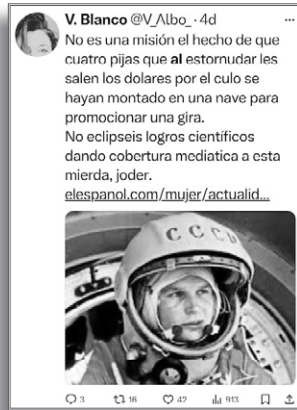 V. Blanco @V_Albo_ · 4d ...
No es una misión el hecho de que
cuatro pijas que al estornudar les
salen los dolares por el culo se
hayan montado en una nave para
promocionar una gira.
No eclipseis logros científicos
dando cobertura mediatica a esta
mierda, joder.
elespanol.com/mujer/actualid...
CCCP
3 16 42 913